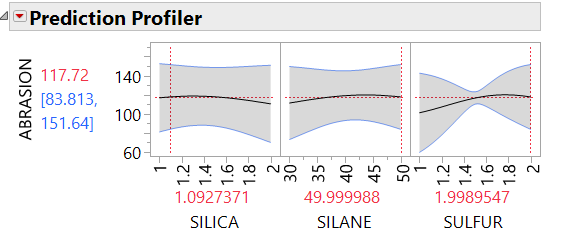 Prediction Profiler
ABRASION
117.72
[83.813,
151.64]
140
100
60
1 1.2 1.4 1.6 1.8 2 30 35 40 45 50 1 1.2 1.4 1.6 1.8 2
1.0927371 49.999988 1.9989547
SILICA SILANE SULFUR